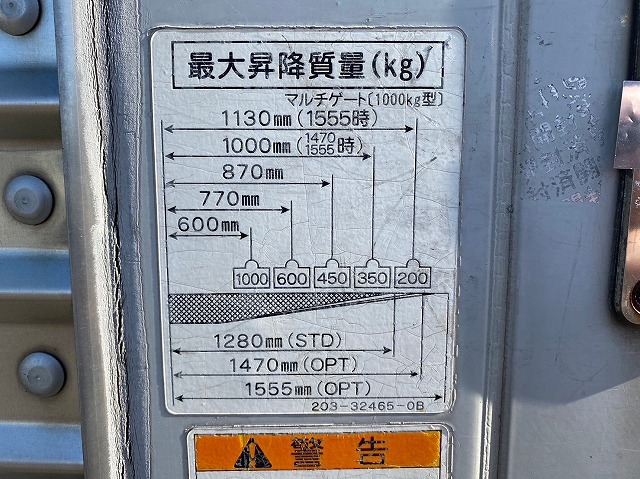 最大昇降質量(kg)
マルチゲート〔1000kg型〕
1130mm(1555時)
1000mm(1470 1555時)
870mm
770mm
600mm
1000 600 450 350 200
1280mm(STD)
1470mm(OPT)
1555mm(OPT)
203-32465-0B
警告